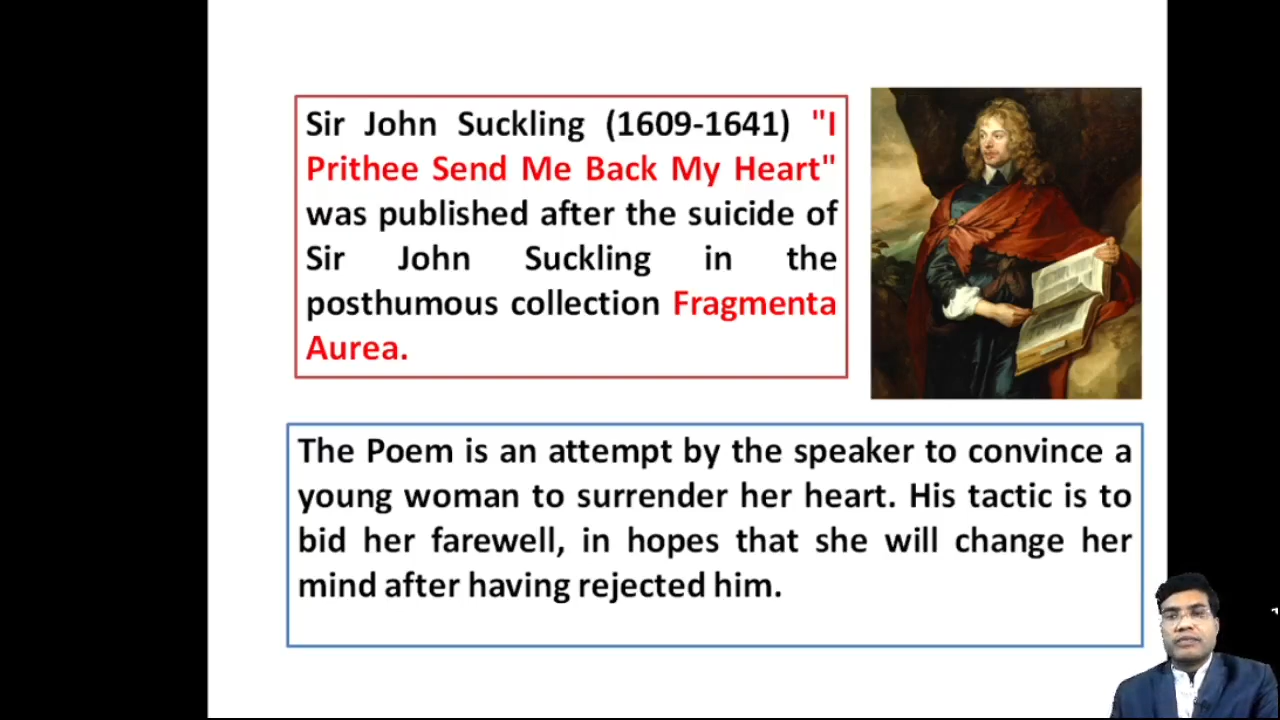 Sir John Suckling (1609-1641) "I
Prithee Send Me Back My Heart"
was published after the suicide of
Sir John Suckling in the
posthumous collection Fragmenta
Aurea.
The Poem is an attempt by the speaker to convince a
young woman to surrender her heart. His tactic is to
bid her farewell, in hopes that she will change her
mind after having rejected him.